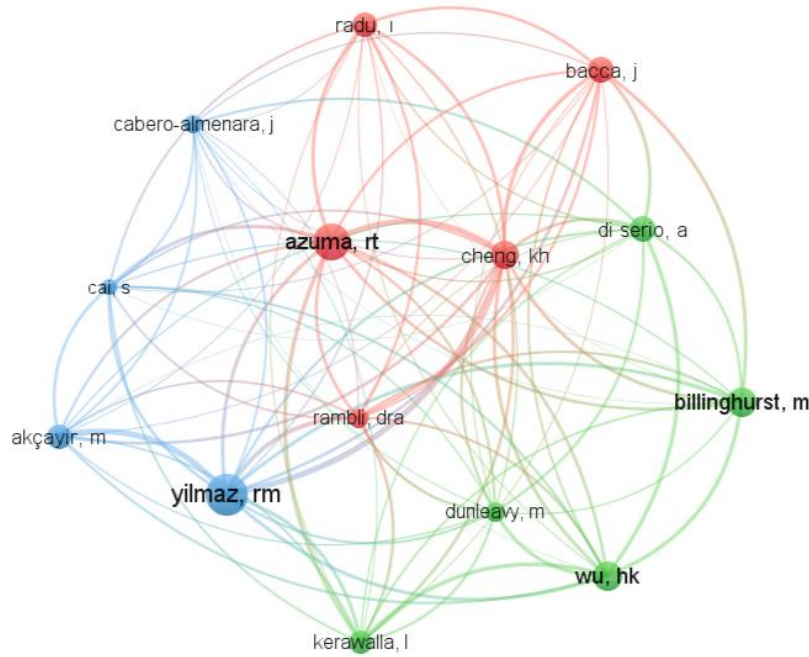 radu, ı
bacca, j
cabero-almenara, j
azuma, rt
cheng, kh
di serio, a
cai, s
billinghurst, m
rambli, dra
akçayir, m
yilmaz, rm
dunleavy, m
wu, hk
kerawalla, l